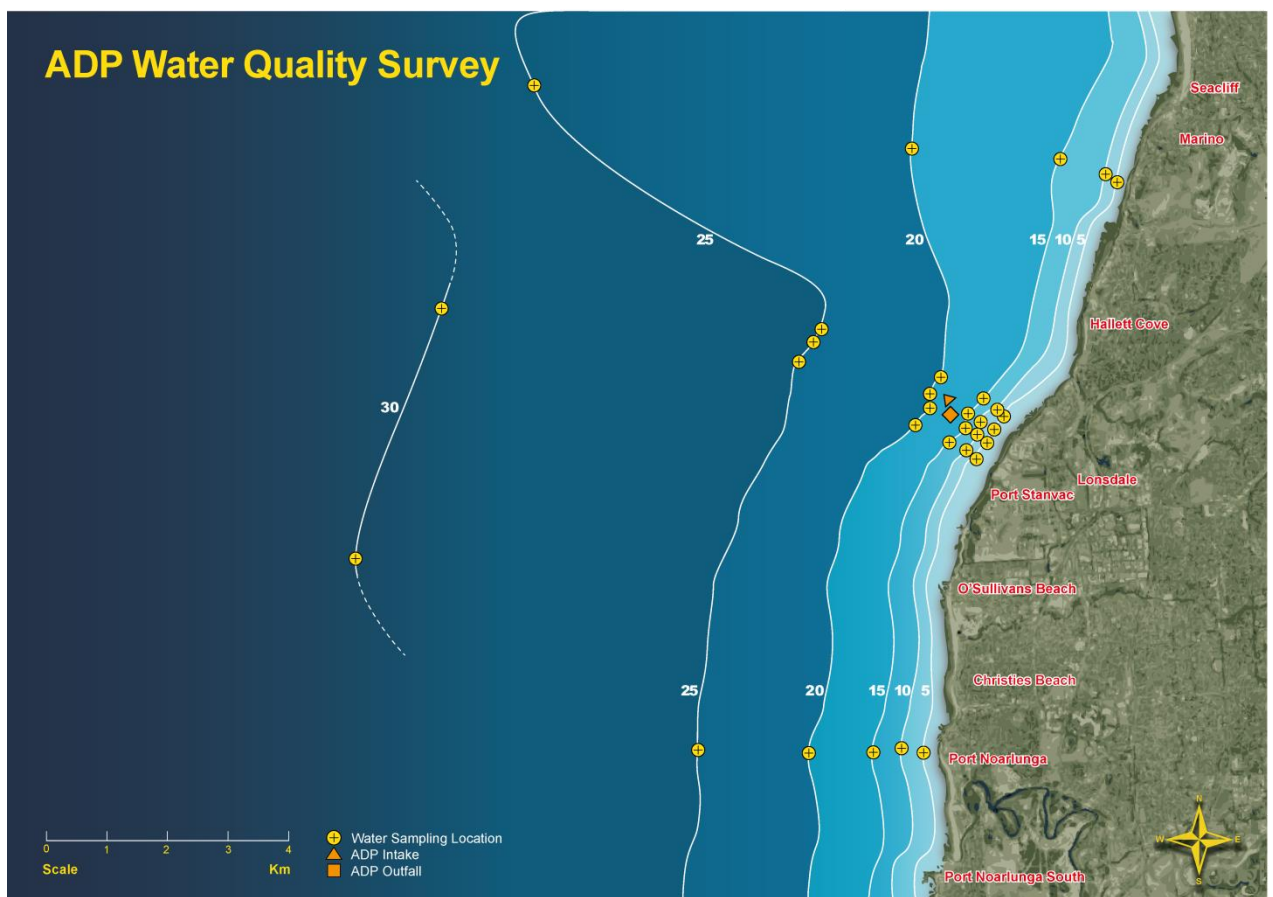 ADP Water Quality Survey
Seacliff
Marino
25
20
15 10 5
Hallett Cove
30
Lonsdale
Port Stanvac
O'Sullivans Beach
Christies Beach
25
20
15 10 5
Port Noarlunga
N
W E
S
0 1 2 3 4
Scale Km
Water Sampling Location
ADP Intake
ADP Outfall
Port Noarlunga South